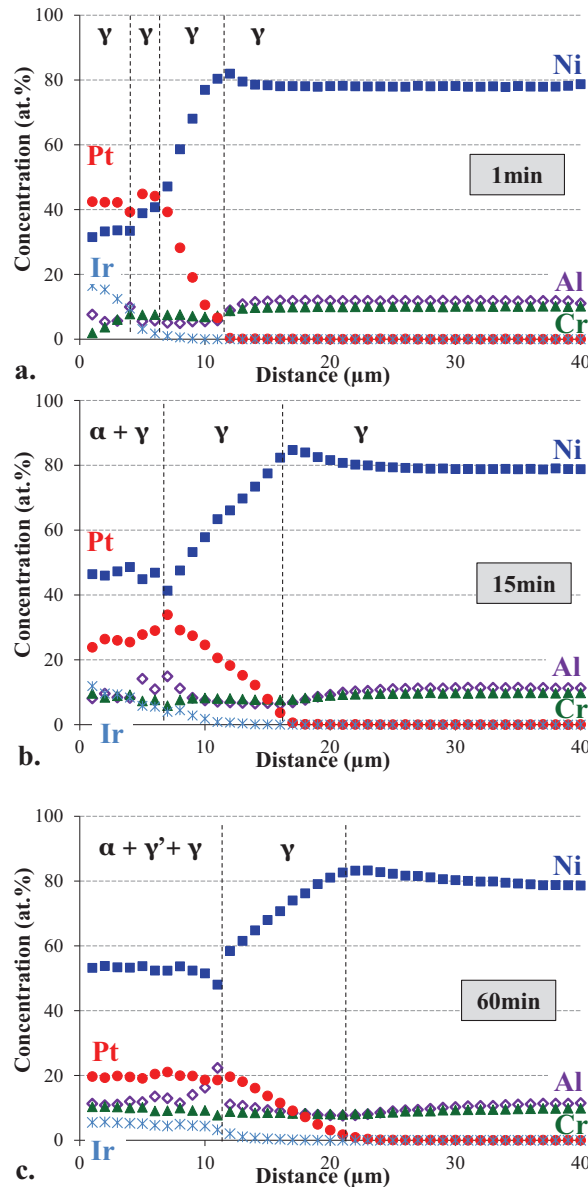 100
80
60
40
20
0
Concentration (at.%)
γ γ γ γ
Ni
Pt
1min
Ir
Al
Cr
0 10 20 30 40
Distance (µm)
a.
100
80
60
40
20
0
Concentration (at.%)
α + γ γ γ
Ni
Pt
15min
Al
Cr
Ir
0 10 20 30 40
Distance (µm)
b.
100
80
60
40
20
0
Concentration (at.%)
α + γ’+ γ γ
Ni
60min
Pt
Al
Cr
Ir
0 10 20 30 40
Distance (µm)
c.